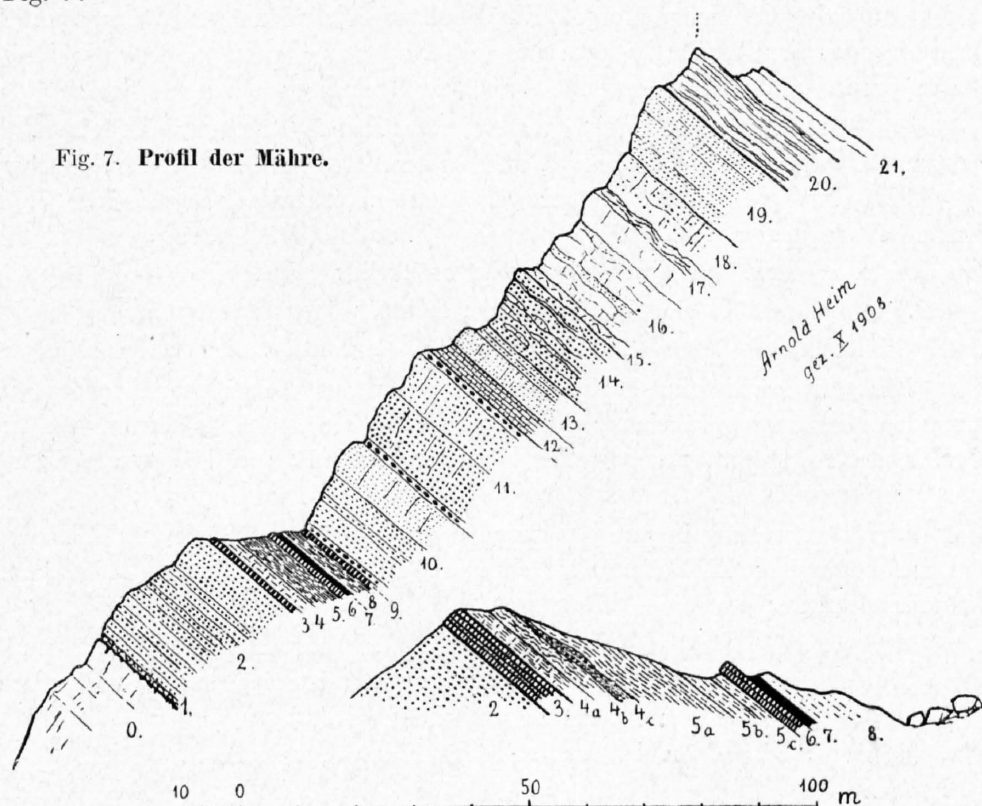 Fig. 7. Profil der Mähre.
21.
20.
19.
18.
17.
16.
Arnold Heim
gez. X 1908.
15.
14.
13.
12.
11.
10.
3 4 5. 6 8 9.
7
2.
1.
0.
2 3. 4a 4b 4c 5a 5b. 5c. 6. 7. 8.
10 0 50 100 m